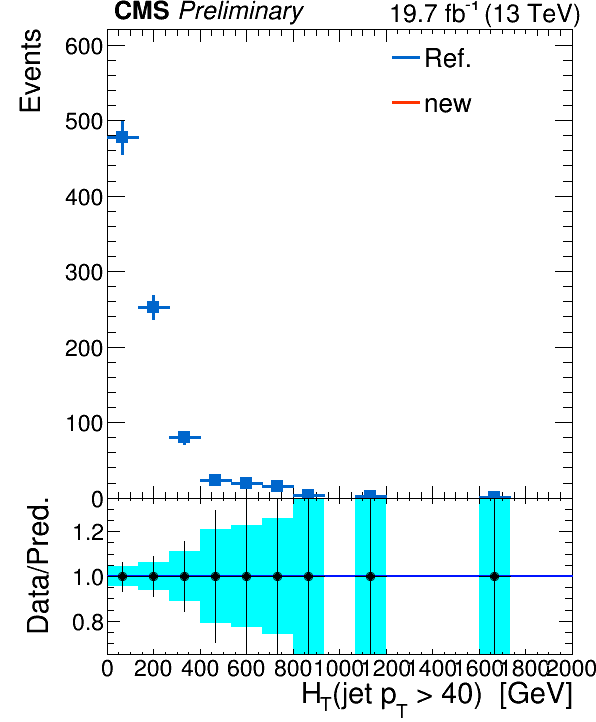 CMS Preliminary 19.7 fb⁻¹ (13 TeV)
Events
600
500
400
300
200
100
0
Ref.
new
Data/Pred.
1.2
1.0
0.8
0 200 400 600 800 1000 1200 1400 1600 1800 2000
H_T(jet p_T > 40) [GeV]